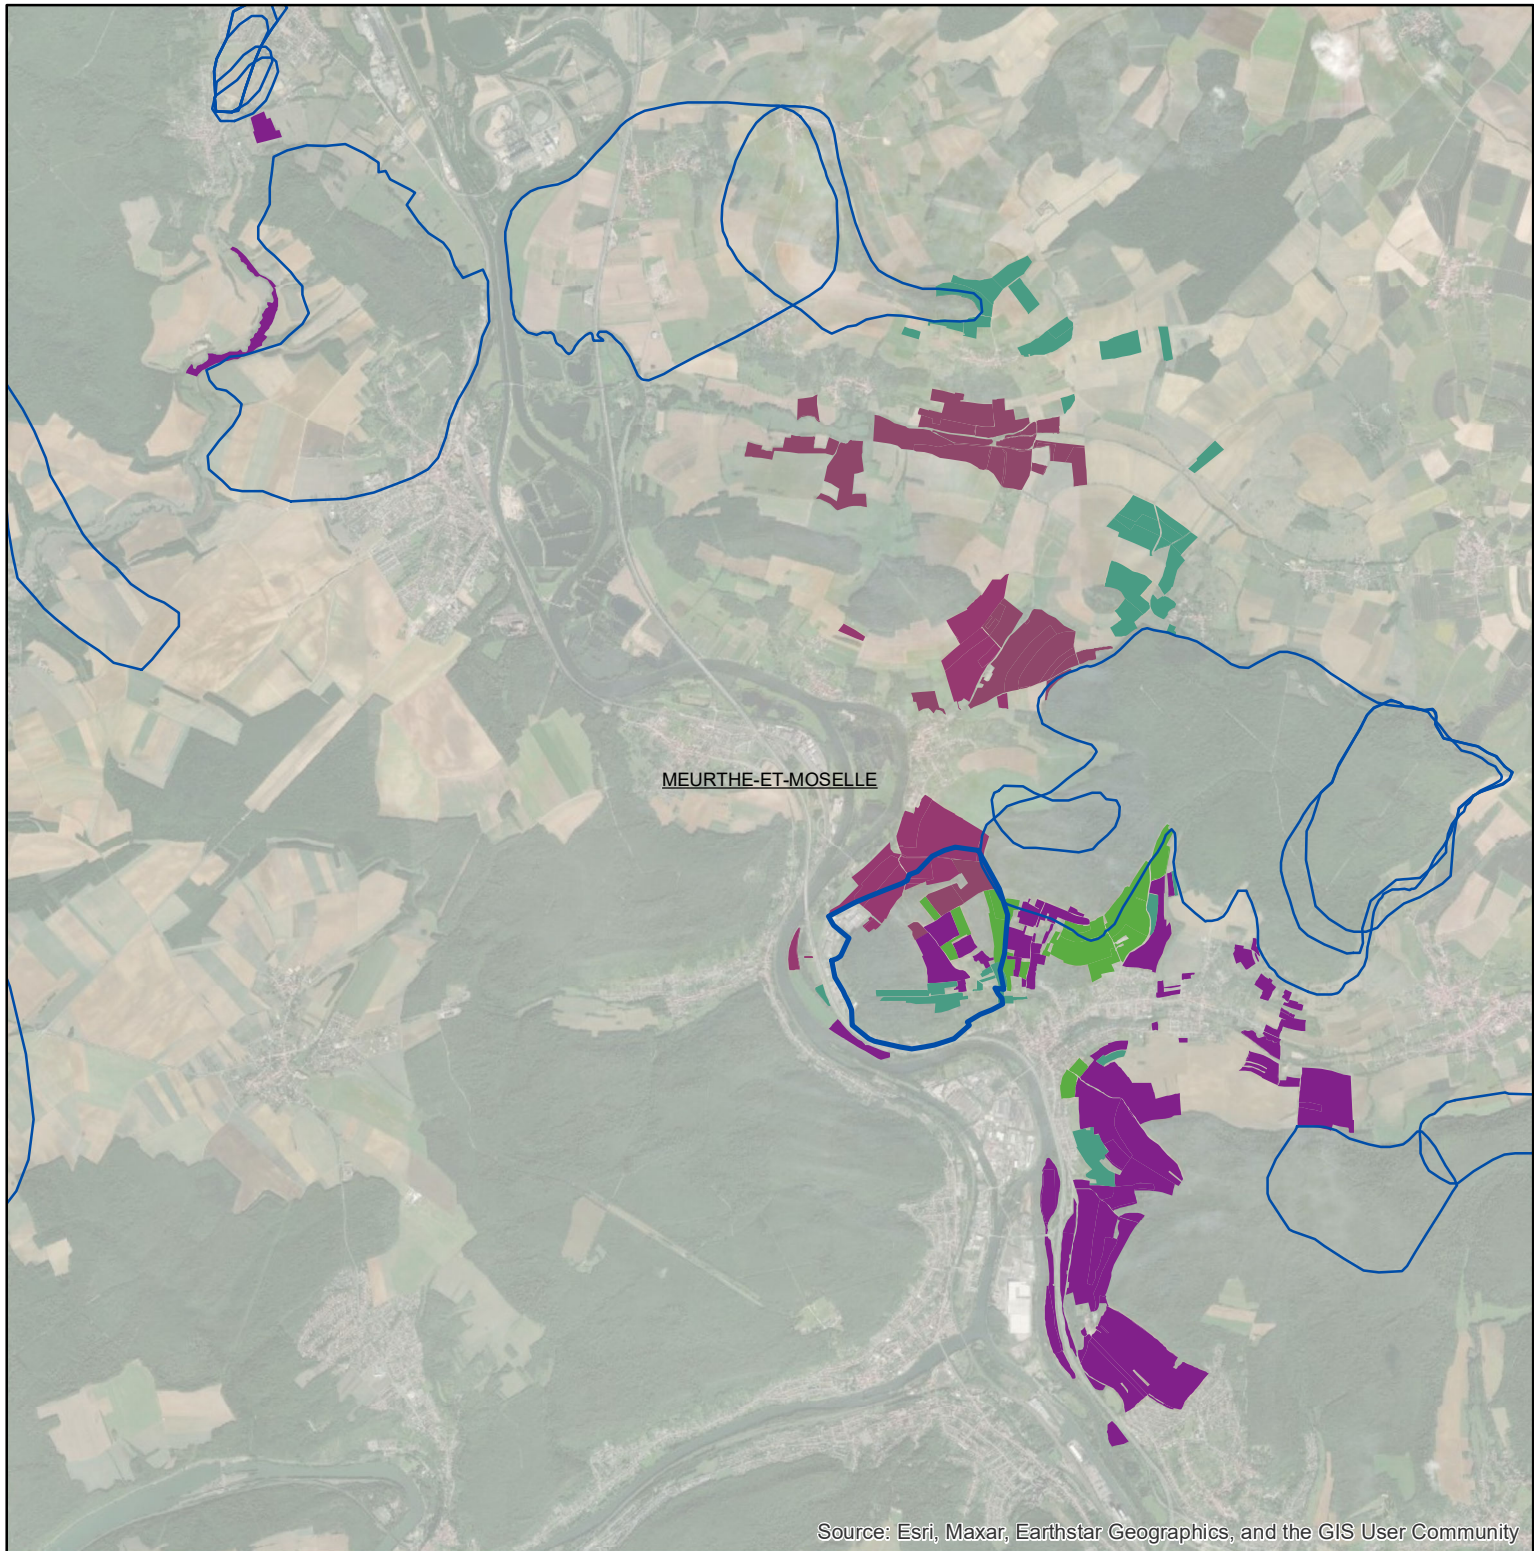 MEURTHE-ET-MOSELLE
Source: Esri, Maxar, Earthstar Geographics, and the GIS User Community